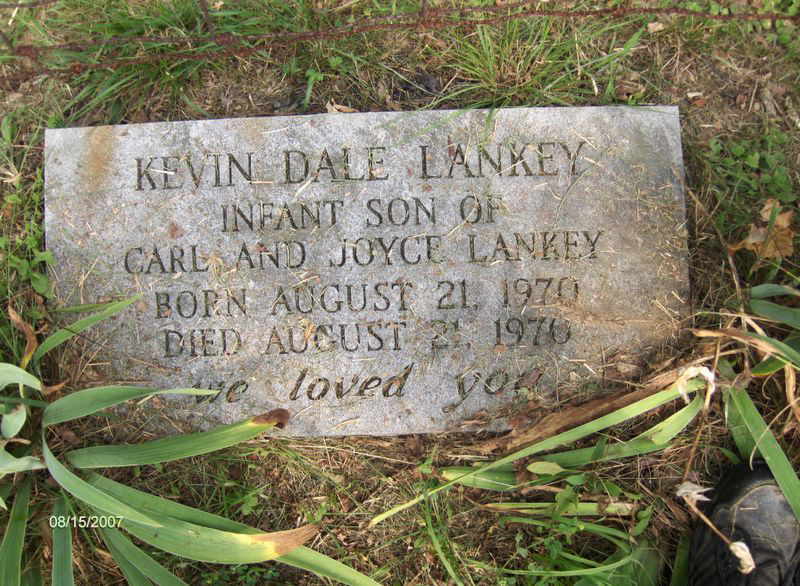 KEVIN DALE LANKEY
INFANT SON OF
CARL AND JOYCE LANKEY
BORN AUGUST 21, 1970
DIED AUGUST 21, 1970
we loved you
08/15/2007